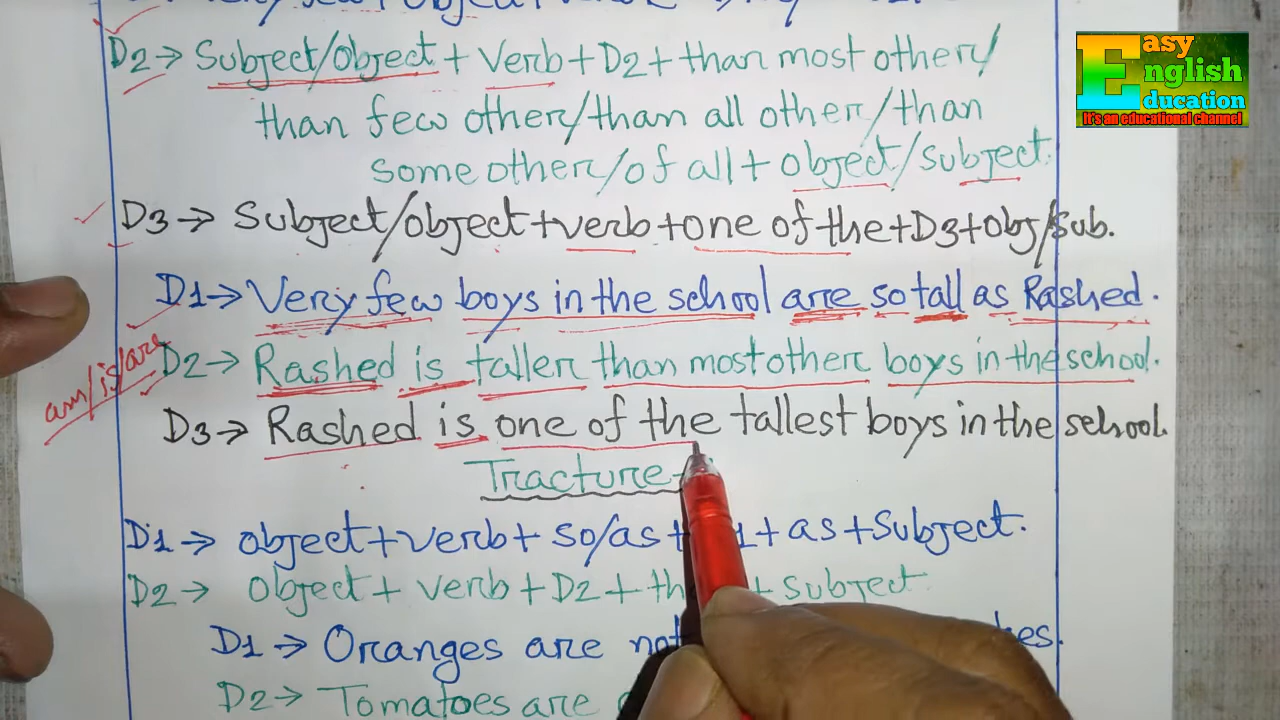 D2→ Subject/object + Verb + D2 + than most other/
Easy
English
Education
It's an educational channel
than few other/than all other/than
some other/of all + object/subject.
D3→ Subject/object+verb+one of the+D3+obj/sub.
D1→ Very few boys in the school are so tall as Rashed.
am/is/are
D2→ Rashed is taller than most other boys in the school.
D3→ Rashed is one of the tallest boys in the school.
Tracture-
D1→ object+verb+ so/as+ 1+ as+Subject.
D2→ object + verb + D2 + + subject.
D1→ Oranges are
D2→ Tomatoes are